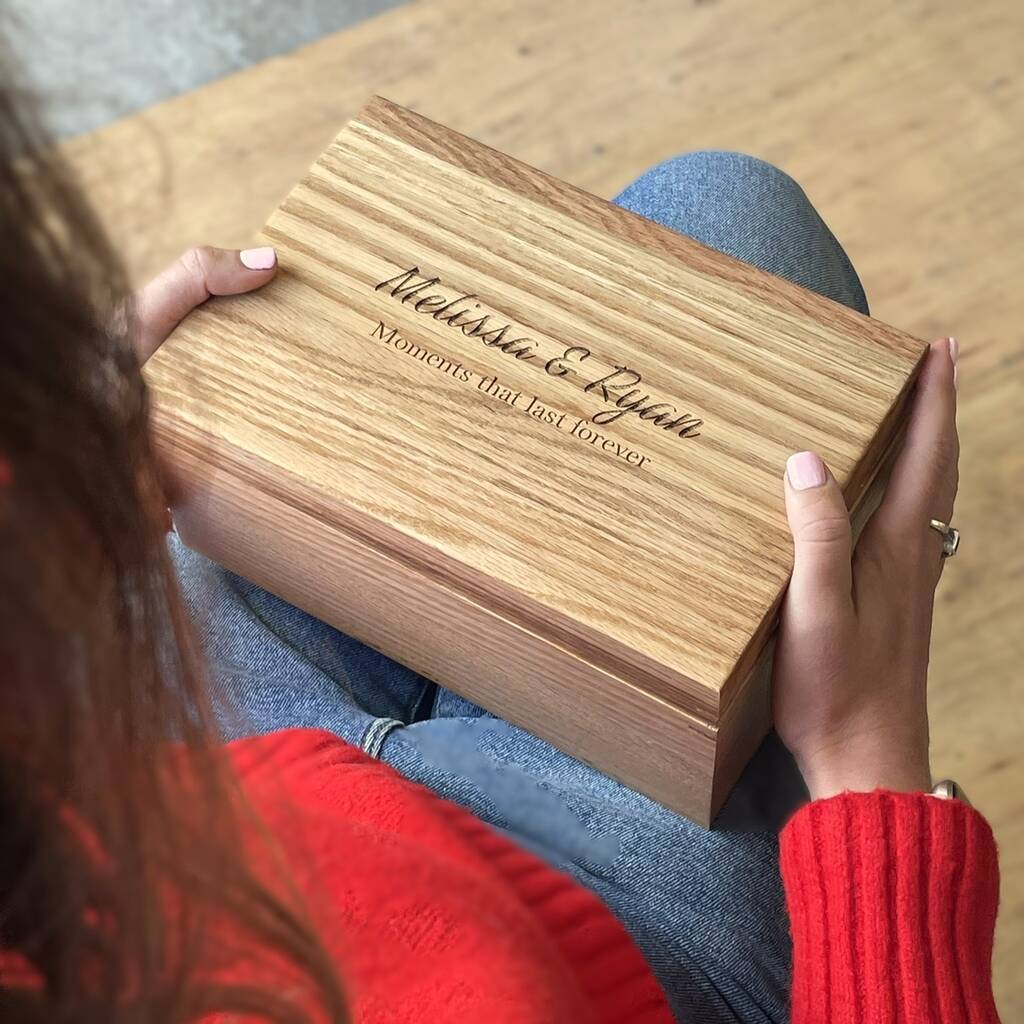 Melissa & Ryan
Moments that last forever